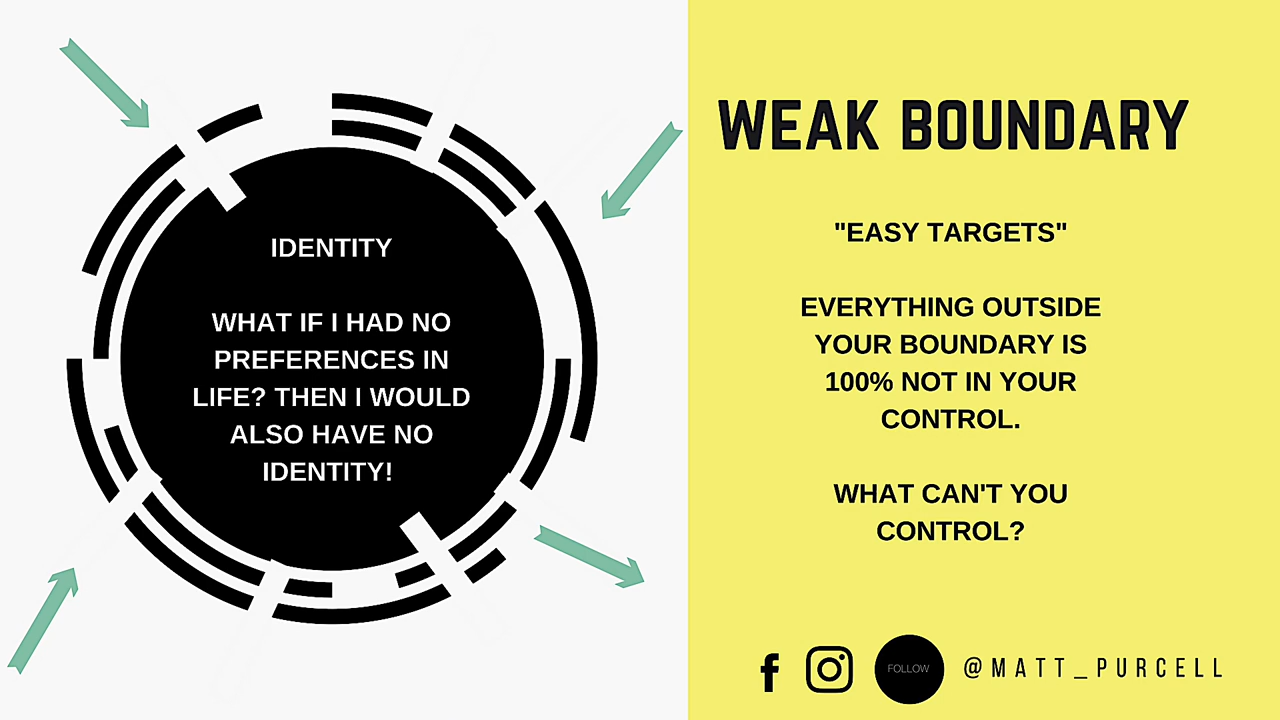 IDENTITY
WHAT IF I HAD NO
PREFERENCES IN
LIFE? THEN I WOULD
ALSO HAVE NO
IDENTITY!
WEAK BOUNDARY
"EASY TARGETS"
EVERYTHING OUTSIDE
YOUR BOUNDARY IS
100% NOT IN YOUR
CONTROL.
WHAT CAN'T YOU
CONTROL?
FOLLOW
@MATT_PURCELL